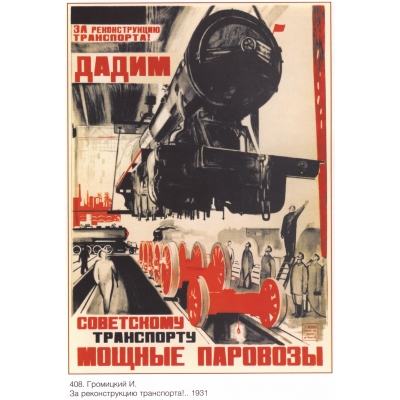 ЗА РЕКОНСТРУКЦИЮ
ТРАНСПОРТА!
ДАДИМ
СОВЕТСКОМУ
ТРАНСПОРТУ
МОЩНЫЕ ПАРОВОЗЫ
408. Громицкий И.
За реконструкцию транспорта!.. 1931